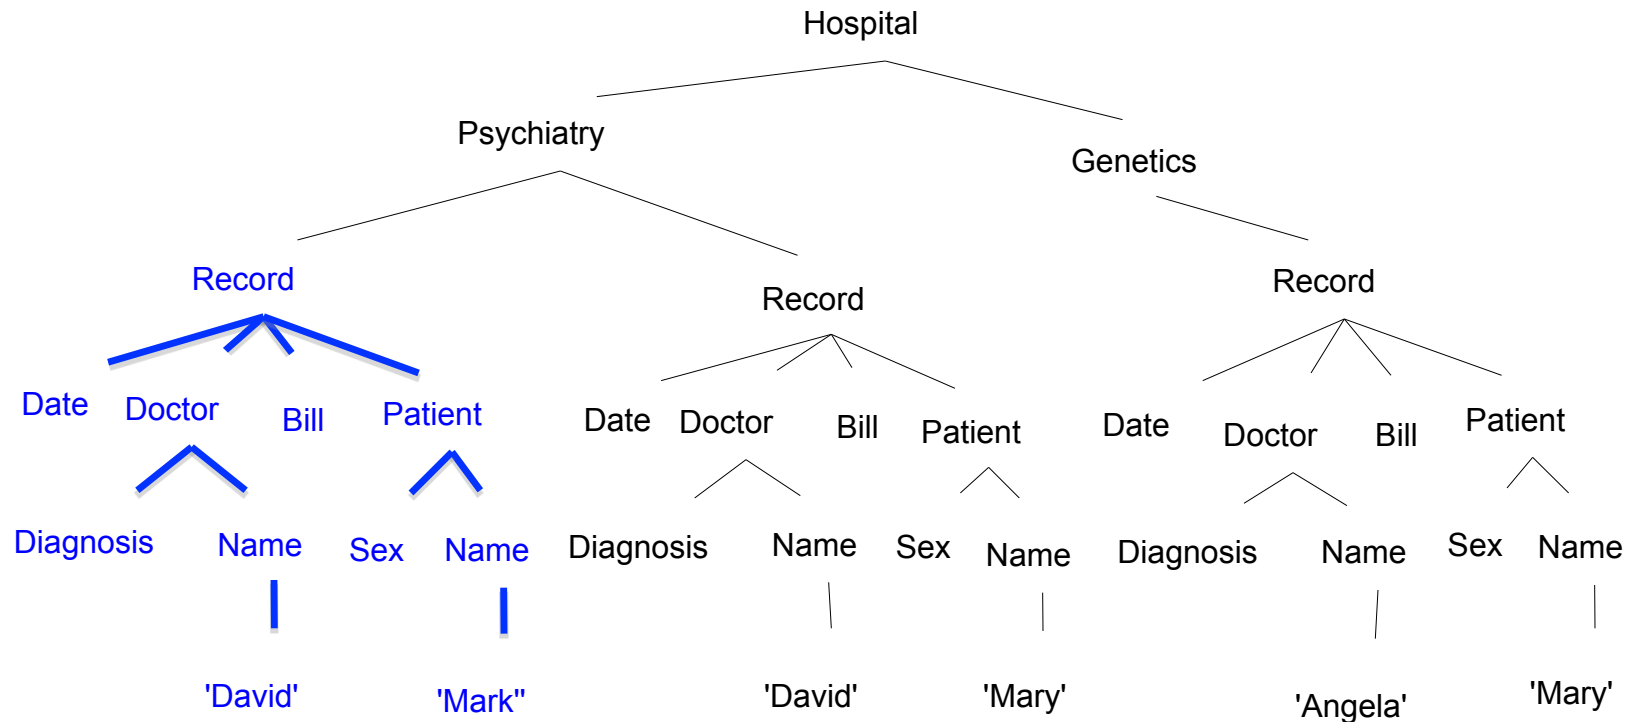 Hospital
Psychiatry
Genetics
Record
Record
Record
Date Doctor Bill Patient
Date Doctor Bill Patient
Date Doctor Bill Patient
Diagnosis Name Sex Name
Diagnosis Name Sex Name
Diagnosis Name Sex Name
'David' 'Mark"
'David' 'Mary'
'Angela' 'Mary'